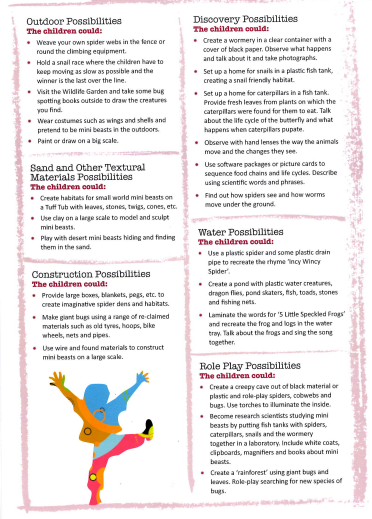 Outdoor Possibilities
The children could:
• Weave your own spider webs in the fence or
round the climbing equipment.
• Hold a snail race where the children have to
keep moving as slow as possible and the
winner is the last over the line.
• Visit the Wildlife Garden and take some bug
spotting books outside to draw the creatures
you find.
• Wear costumes such as wings and shells and
pretend to be mini beasts in the outdoors.
• Paint or draw on a big scale.
Sand and Other Textural
Materials Possibilities
The children could:
• Create habitats for small world mini beasts on
a Tuff Tub with leaves, stones, twigs, cones, etc.
• Use clay on a large scale to model and sculpt
mini beasts.
• Play with desert mini beasts hiding and finding
them in the sand.
Construction Possibilities
The children could:
• Provide large boxes, blankets, pegs, etc. to
create imaginative spider dens and habitats.
• Make giant bugs using a range of re-claimed
materials such as old tyres, hoops, bike
wheels, nets and pipes.
• Use wire and found materials to construct
mini beasts on a large scale.
Discovery Possibilities
The children could:
• Create a wormery in a clear container with a
cover of black paper. Observe what happens
and talk about it and take photographs.
• Set up a home for snails in a plastic fish tank,
creating a snail friendly habitat.
• Set up a home for caterpillars in a fish tank.
Provide fresh leaves from plants on which the
caterpillars were found for them to eat. Talk
about the life cycle of the butterfly and what
happens when caterpillars pupate.
• Observe with hand lenses the way the animals
move and the changes they see.
• Use software packages or picture cards to
sequence food chains and life cycles. Describe
using scientific words and phrases.
• Find out how spiders see and how worms
move under the ground.
Water Possibilities
The children could:
• Use a plastic spider and some plastic drain
pipe to recreate the rhyme 'Incy Wincy
Spider'.
• Create a pond with plastic water creatures,
dragon flies, pond skaters, fish, toads, stones
and fishing nets.
• Laminate the words for '5 Little Speckled Frogs'
and recreate the frog and logs in the water
tray. Talk about the frogs and sing the song
together.
Role Play Possibilities
The children could:
• Create a creepy cave out of black material or
plastic and role-play spiders, cobwebs and
bugs. Use torches to illuminate the inside.
• Become research scientists studying mini
beasts by putting fish tanks with spiders,
caterpillars, snails and the wormery
together in a laboratory. Include white coats,
clipboards, magnifiers and books about mini
beasts.
• Create a 'rainforest' using giant bugs and
leaves. Role-play searching for new species of
bugs.